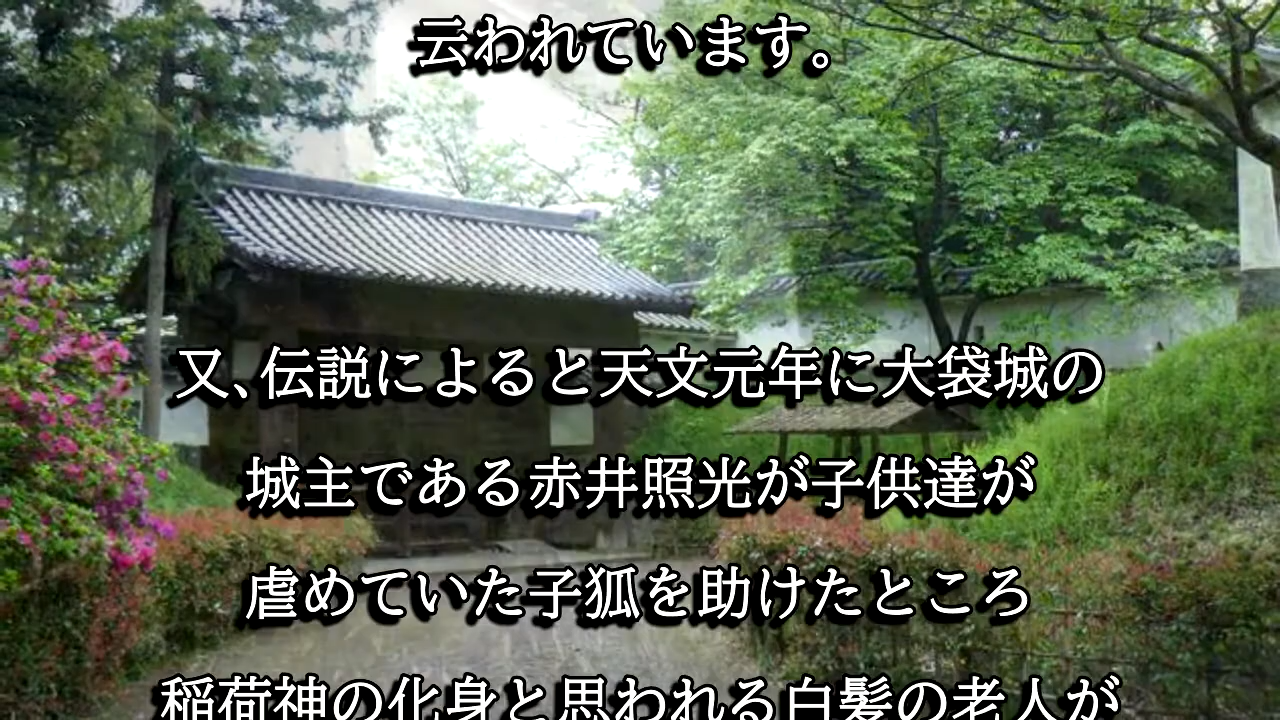 云われています。
又、伝説によると天文元年に大袋城の
城主である赤井照光が子供達が
虐めていた子狐を助けたところ
稲荷神の化身と思われる白髪の老人が